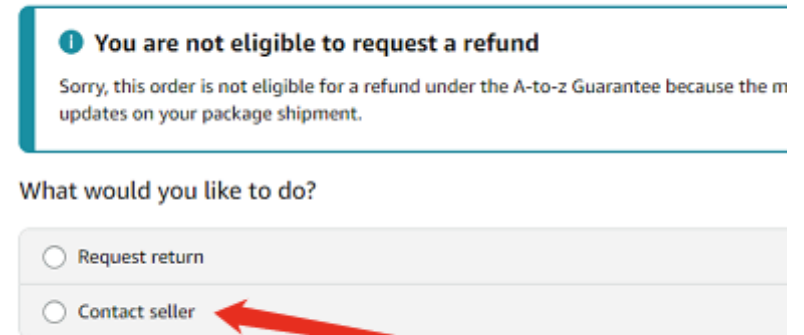 You are not eligible to request a refund
Sorry, this order is not eligible for a refund under the A-to-z Guarantee because the
updates on your package shipment.
What would you like to do?
Request return
Contact seller